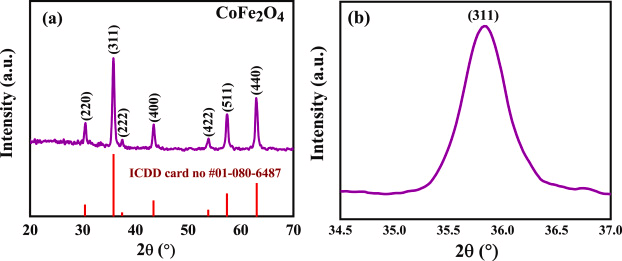 (a)
CoFe2O4
Intensity (a.u.)
(220)
(311)
(222)
(400)
(422)
(511)
(440)
ICDD card no #01-080-6487
20 30 40 50 60 70
2θ (°)
(b)
(311)
Intensity (a.u.)
34.5 35.0 35.5 36.0 36.5 37.0
2θ (°)